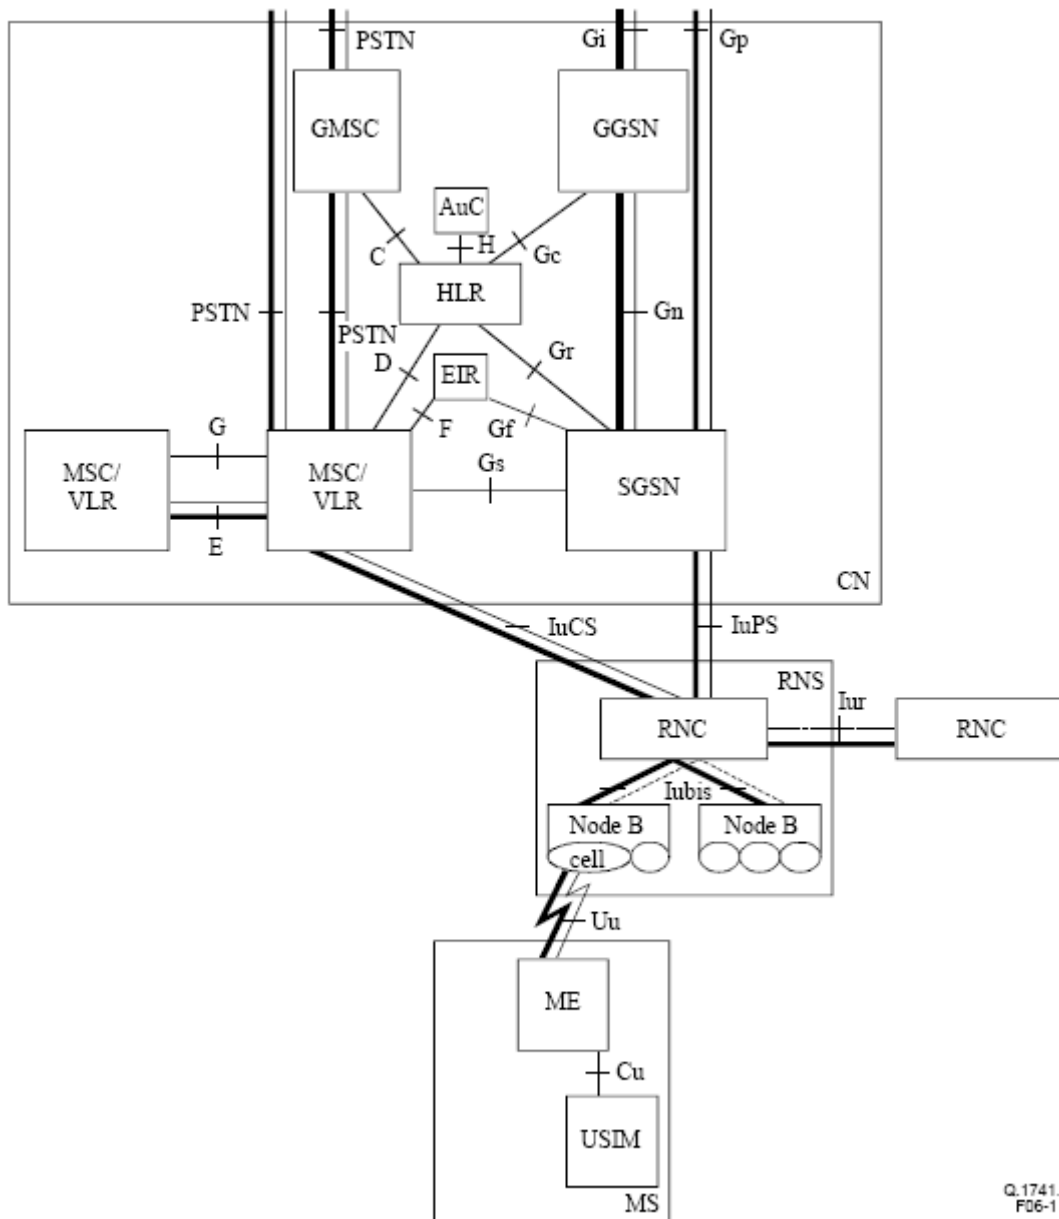 PSTN
Gi
Gp
GMSC
GGSN
AuC
C
H
Gc
HLR
PSTN
PSTN
Gn
D
EIR
Gr
F
Gf
G
Gs
MSC/
VLR
MSC/
VLR
SGSN
E
CN
IuCS
IuPS
RNS
Iur
RNC
RNC
Iubis
Node B
Node B
cell
Uu
ME
Cu
USIM
MS
Q.1741.
F06-1